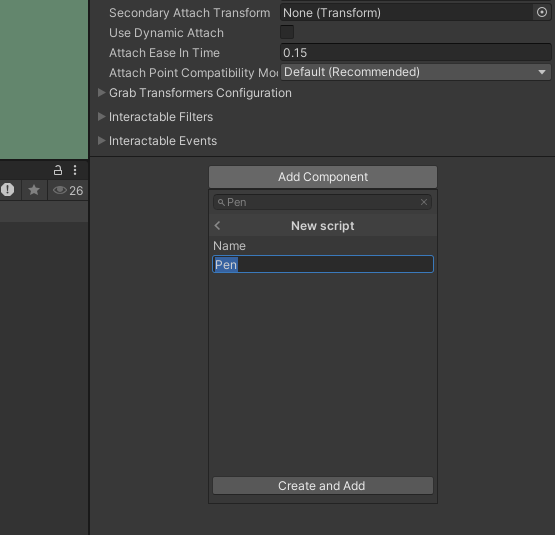 Secondary Attach Transform None (Transform)
Use Dynamic Attach
Attach Ease In Time 0.15
Attach Point Compatibility Mo Default (Recommended)
Grab Transformers Configuration
Interactable Filters
Interactable Events
26
Add Component
Pen
New script
Name
Pen
Create and Add